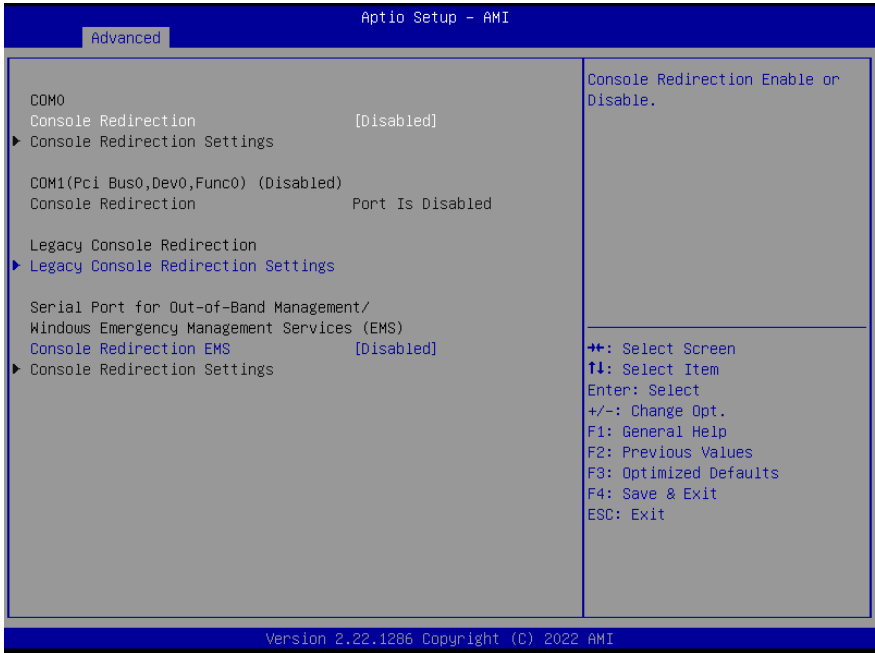 Aptio Setup – AMI
Advanced
COM0
Console Redirection [Disabled]
Console Redirection Settings
COM1(Pci Bus0,Dev0,Func0) (Disabled)
Console Redirection Port Is Disabled
Legacy Console Redirection
Legacy Console Redirection Settings
Serial Port for Out-of-Band Management/
Windows Emergency Management Services (EMS)
Console Redirection EMS [Disabled]
Console Redirection Settings
Console Redirection Enable or
Disable.
→←: Select Screen
↑↓: Select Item
Enter: Select
+/-: Change Opt.
F1: General Help
F2: Previous Values
F3: Optimized Defaults
F4: Save & Exit
ESC: Exit
Version 2.22.1286 Copyright (C) 2022 AMI